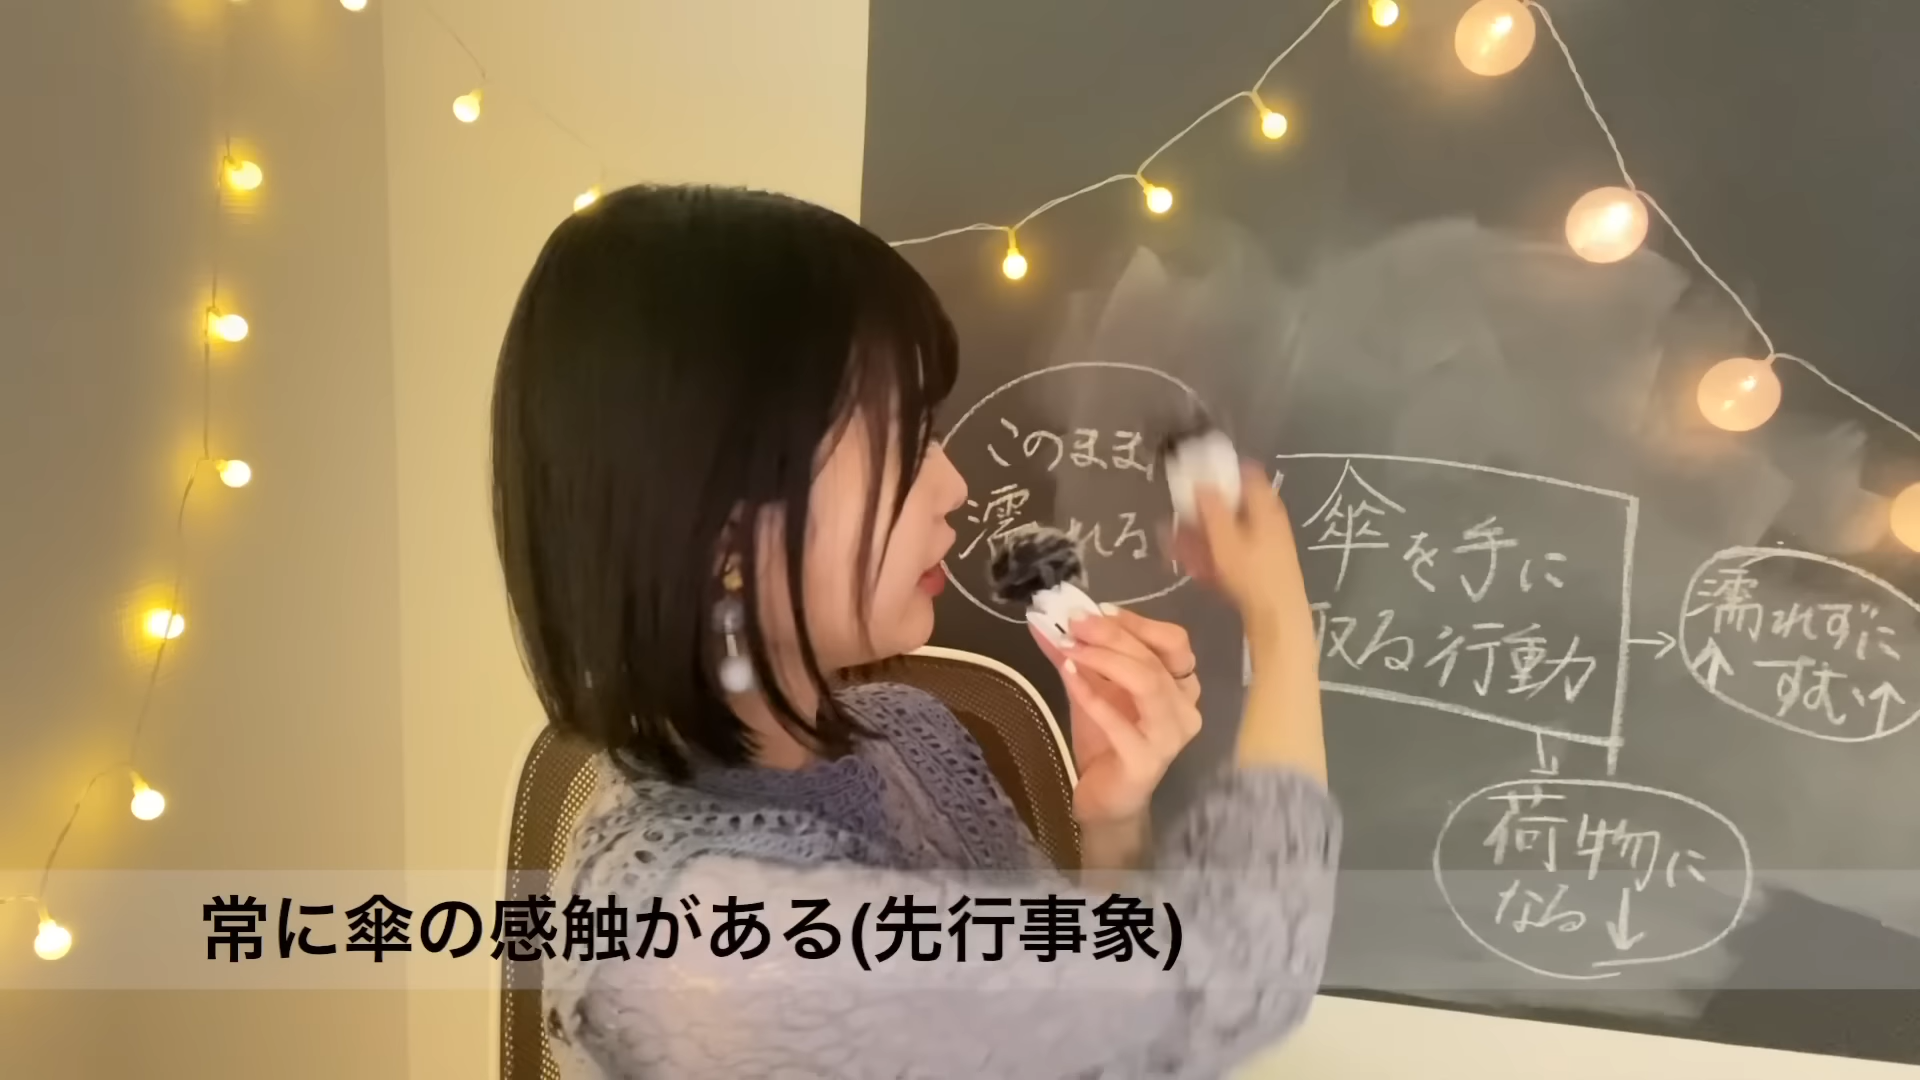 このまま
濡れる
傘を手に
取る行動
濡れずに
↑すむ↑
荷物に
なる↓
常に傘の感触がある(先行事象)